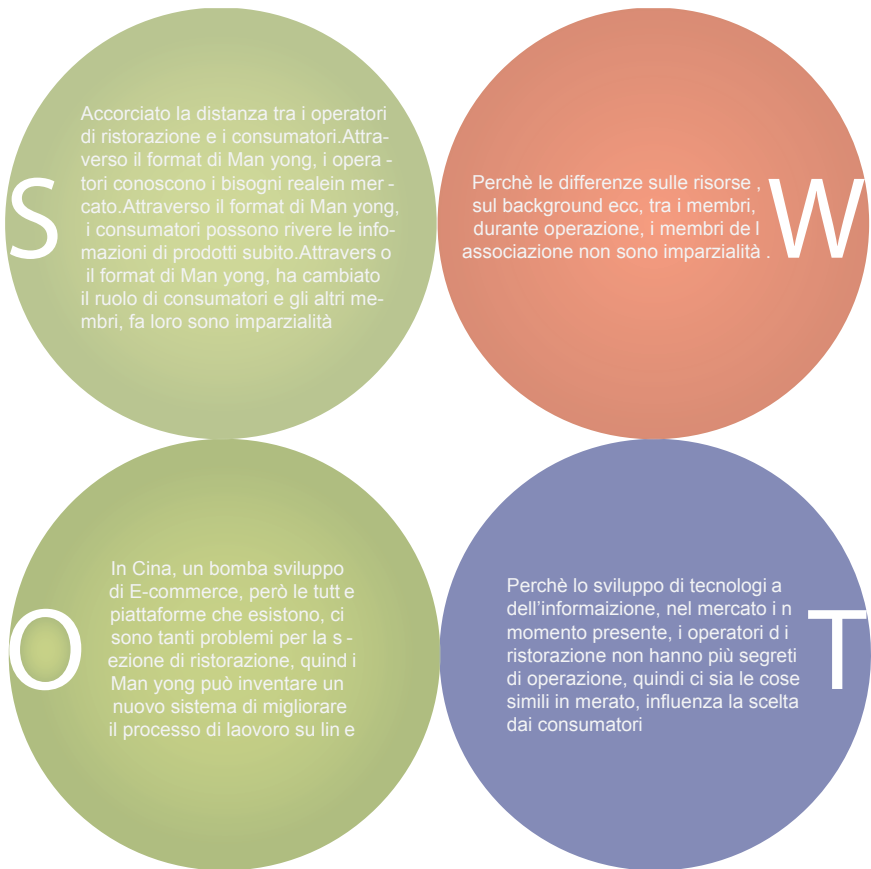 S
Accorciato la distanza tra i operatori
di ristorazione e i consumatori.Attra-
verso il format di Man yong, i opera -
tori conoscono i bisogni realein mer -
cato.Attraverso il format di Man yong,
i consumatori possono rivere le info-
mazioni di prodotti subito.Attravers o
il format di Man yong, ha cambiato
il ruolo di consumatori e gli altri me-
mbri, fa loro sono imparzialità
W
Perchè le differenze sulle risorse ,
sul background ecc, tra i membri,
durante operazione, i membri de l
associazione non sono imparzialità .
O
In Cina, un bomba sviluppo
di E-commerce, però le tutt e
piattaforme che esistono, ci
sono tanti problemi per la s -
ezione di ristorazione, quind i
Man yong può inventare un
nuovo sistema di migliorare
il processo di laovoro su lin e
T
Perchè lo sviluppo di tecnologi a
dell’informaizione, nel mercato i n
momento presente, i operatori d i
ristorazione non hanno più segreti
di operazione, quindi ci sia le cose
simili in merato, influenza la scelta
dai consumatori